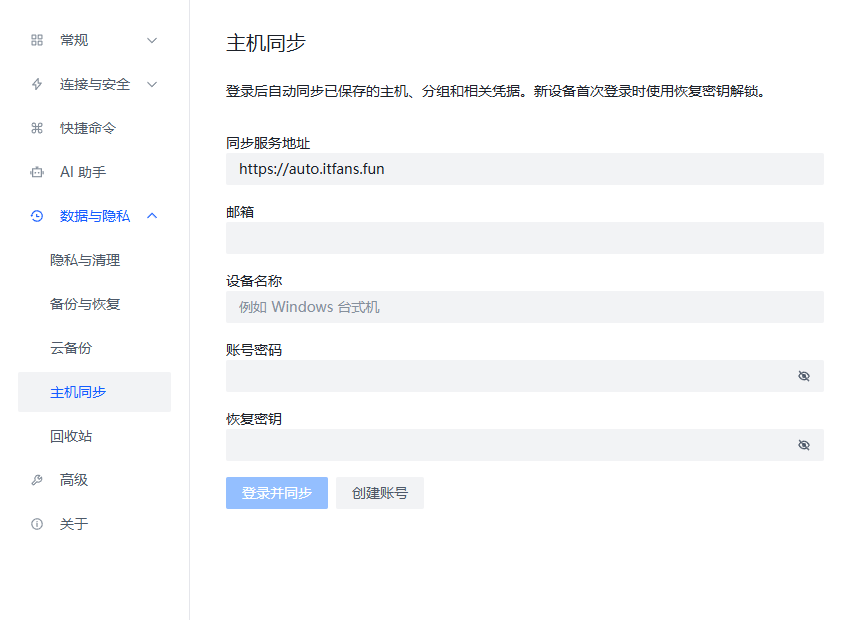 常规
连接与安全
快捷命令
AI 助手
数据与隐私
隐私与清理
备份与恢复
云备份
主机同步
回收站
高级
关于
主机同步
登录后自动同步已保存的主机、分组和相关凭据。新设备首次登录时使用恢复密钥解锁。
同步服务地址
https://auto.itfans.fun
邮箱
设备名称
例如 Windows 台式机
账号密码
恢复密钥
登录并同步
创建账号